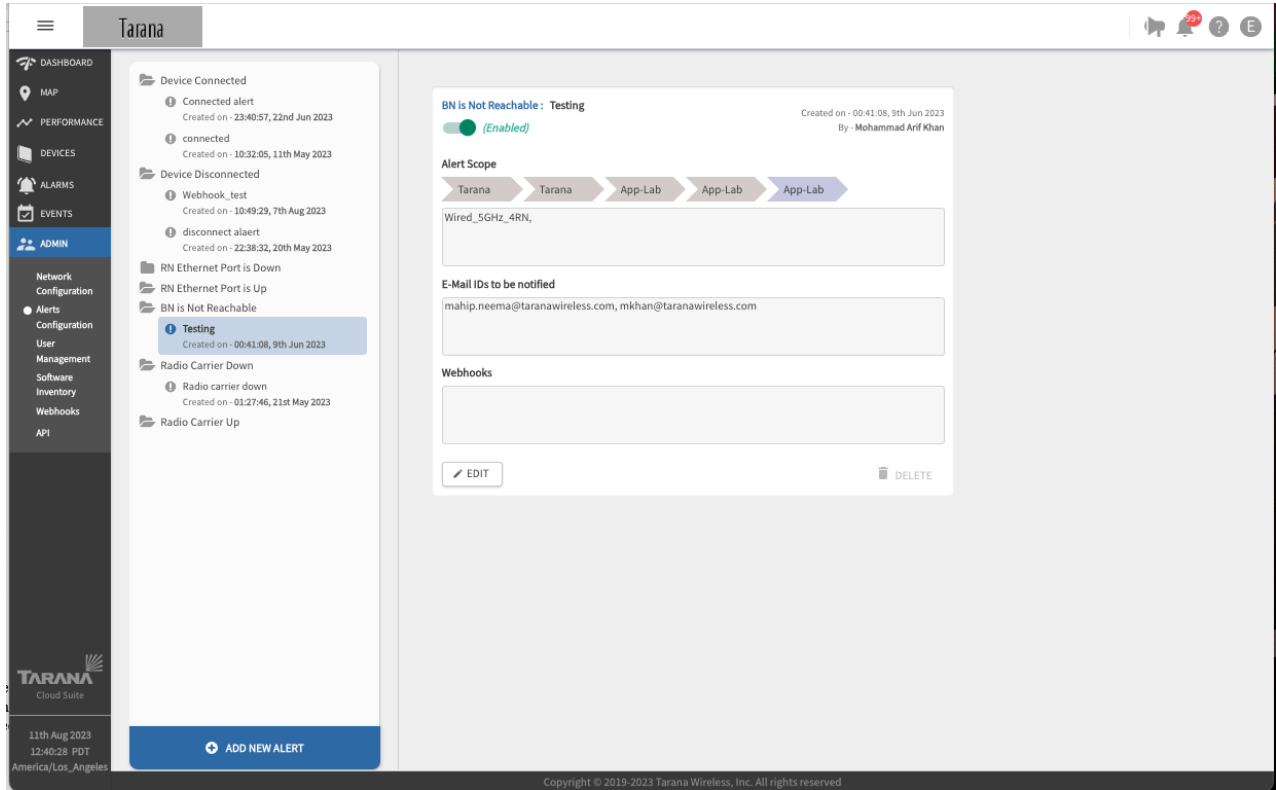 Tarana
99+
?
E
DASHBOARD
MAP
PERFORMANCE
DEVICES
ALARMS
EVENTS
ADMIN
Network
Configuration
Alerts
Configuration
User
Management
Software
Inventory
Webhooks
API
TARANA
Cloud Suite
11th Aug 2023
12:40:28 PDT
America/Los_Angeles
Device Connected
Connected alert
Created on - 23:40:57, 22nd Jun 2023
connected
Created on - 10:32:05, 11th May 2023
Device Disconnected
Webhook_test
Created on - 10:49:29, 7th Aug 2023
disconnect alaert
Created on - 22:38:32, 20th May 2023
RN Ethernet Port is Down
RN Ethernet Port is Up
BN is Not Reachable
Testing
Created on - 00:41:08, 9th Jun 2023
Radio Carrier Down
Radio carrier down
Created on - 01:27:46, 21st May 2023
Radio Carrier Up
ADD NEW ALERT
BN is Not Reachable : Testing
(Enabled)
Created on - 00:41:08, 9th Jun 2023
By - Mohammad Arif Khan
Alert Scope
Tarana Tarana App-Lab App-Lab App-Lab
Wired_5GHz_4RN,
E-Mail IDs to be notified
mahip.neema@taranawireless.com, mkhan@taranawireless.com
Webhooks
EDIT
DELETE
Copyright © 2019-2023 Tarana Wireless, Inc. All rights reserved